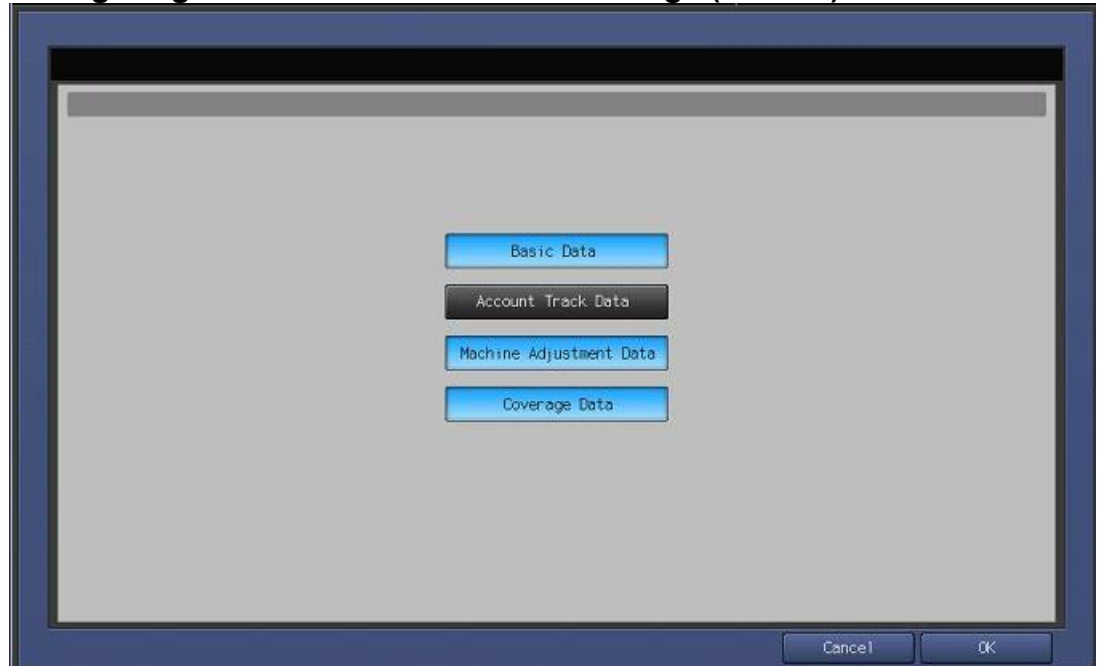 Basic Data
Account Track Data
Machine Adjustment Data
Coverage Data
Cancel OK